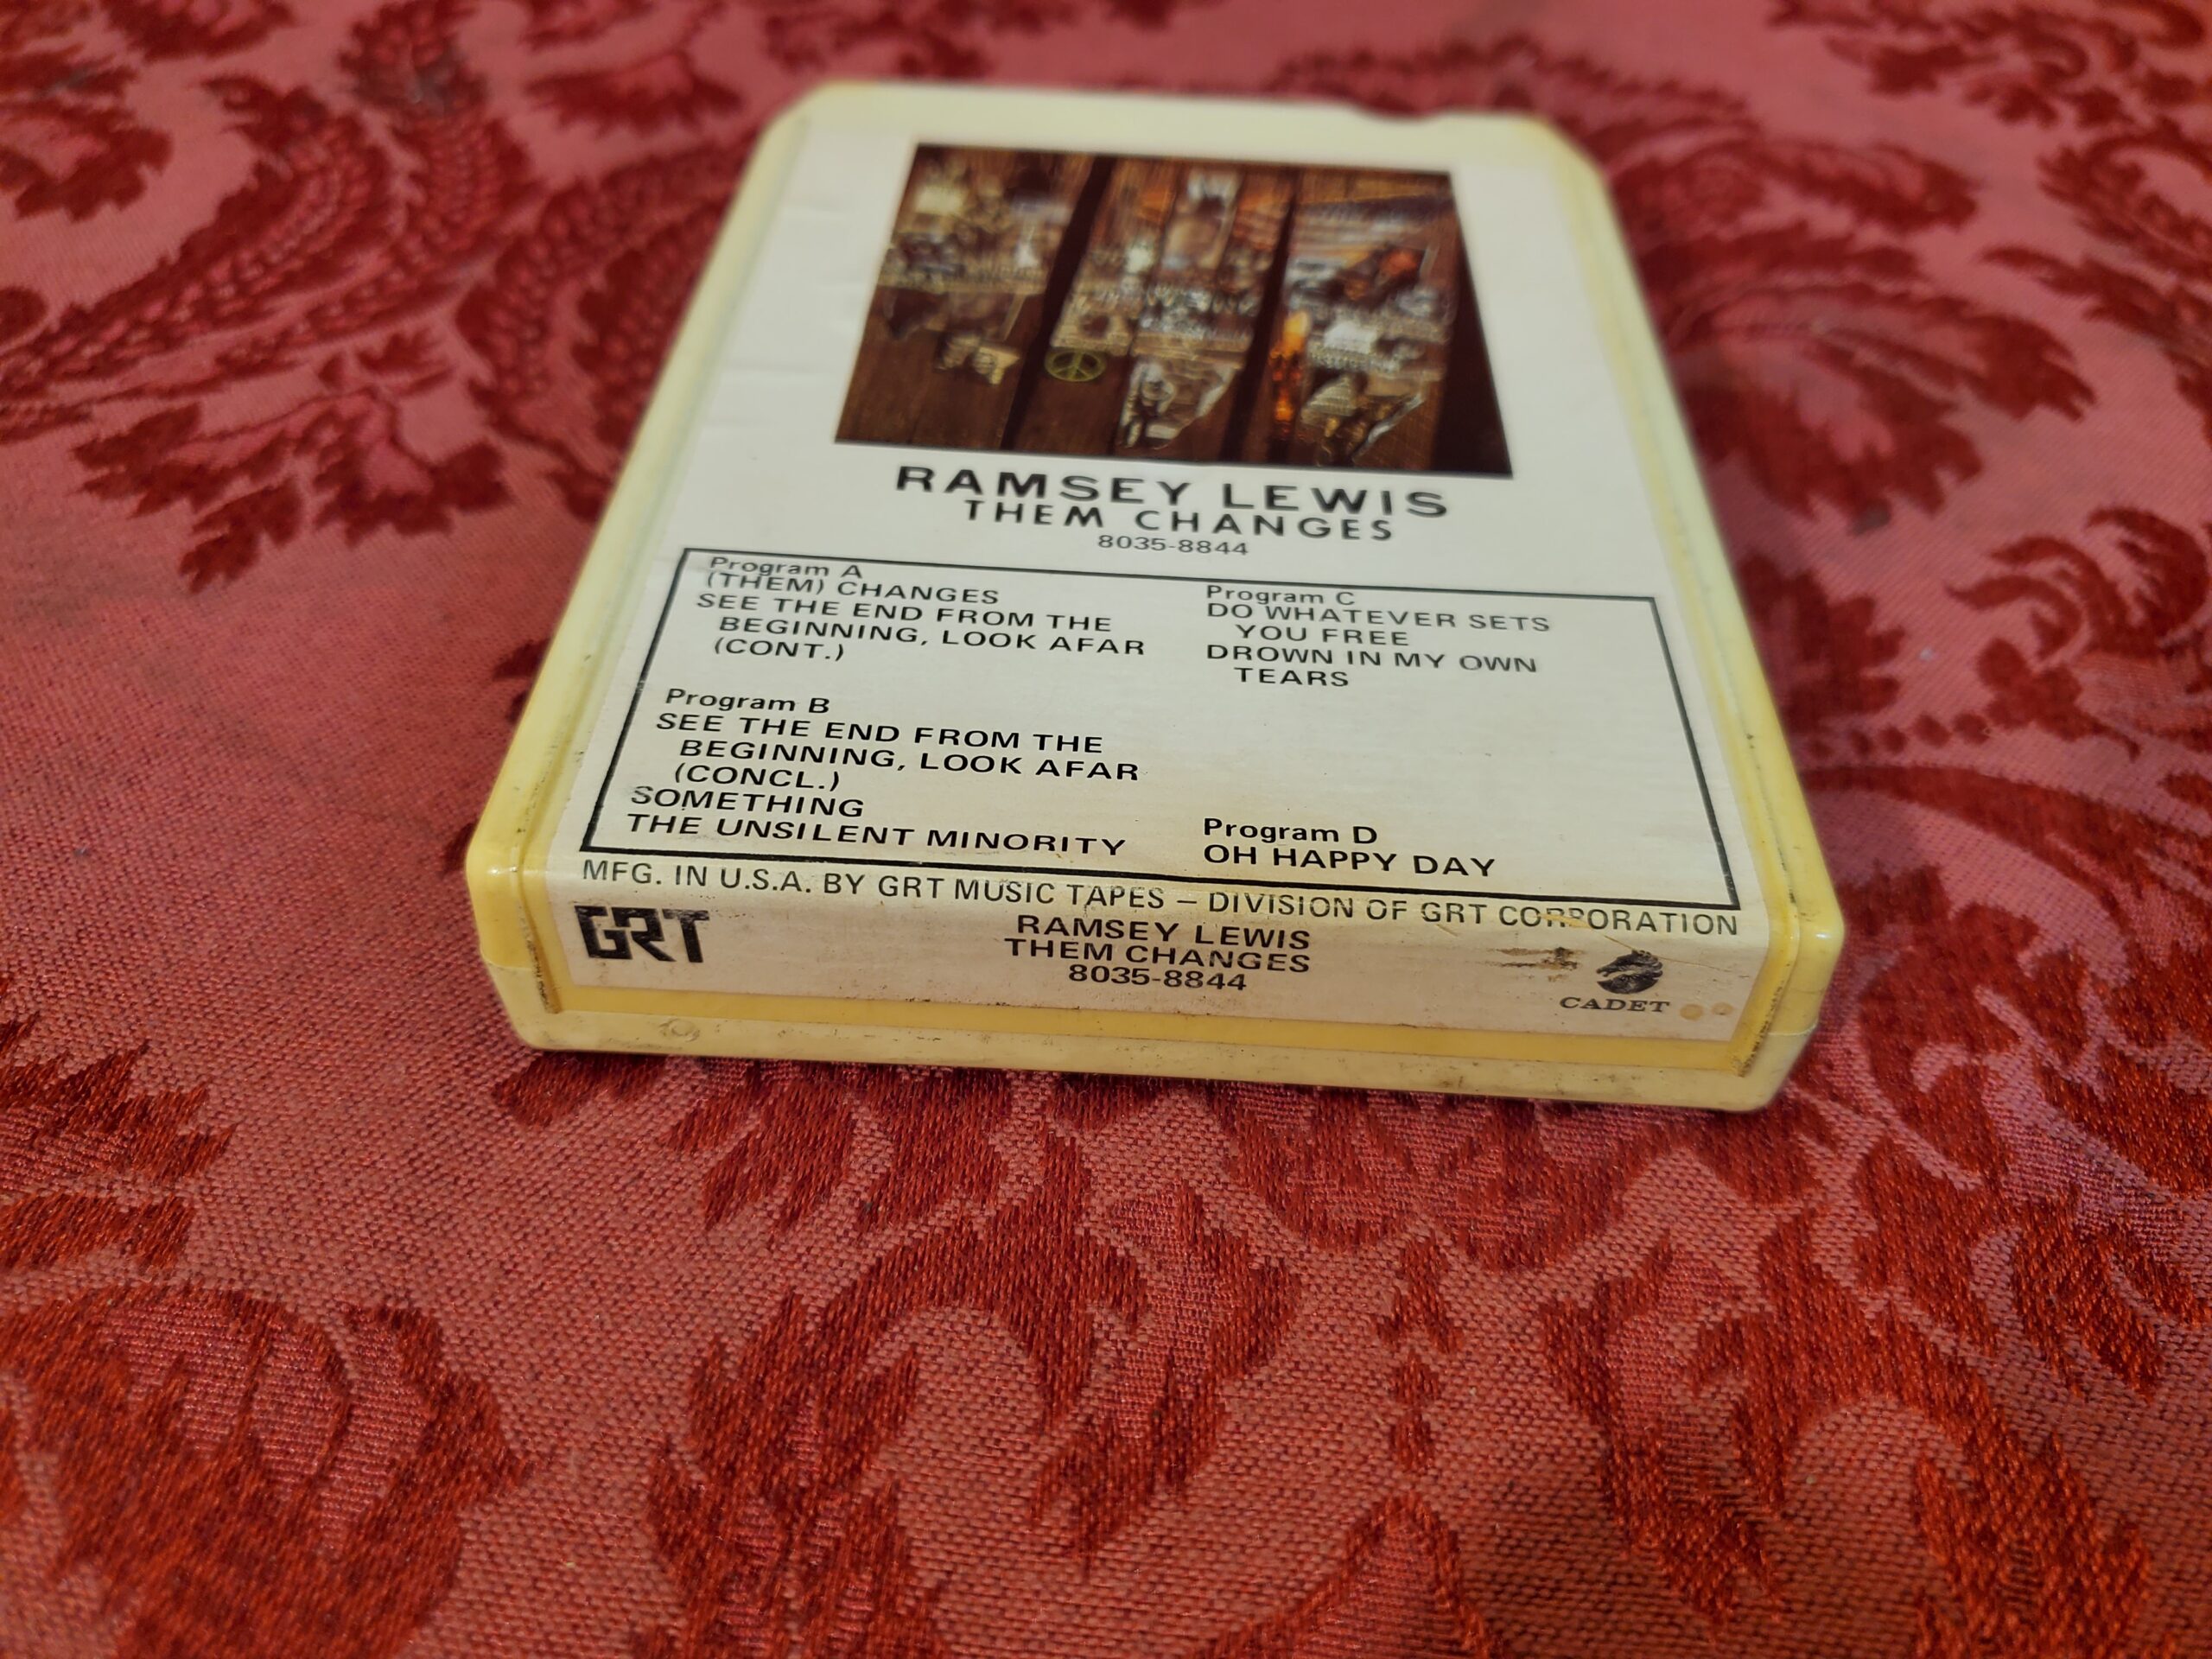 RAMSEY LEWIS
THEM CHANGES
8035-8844
Program A
(THEM) CHANGES
SEE THE END FROM THE
BEGINNING, LOOK AFAR
(CONT.)
Program B
SEE THE END FROM THE
BEGINNING, LOOK AFAR
(CONCL.)
SOMETHING
THE UNSILENT MINORITY
Program C
DO WHATEVER SETS
YOU FREE
DROWN IN MY OWN
TEARS
Program D
OH HAPPY DAY
MFG. IN U.S.A. BY GRT MUSIC TAPES – DIVISION OF GRT CORPORATION
GRT
RAMSEY LEWIS
THEM CHANGES
8035-8844
CADET